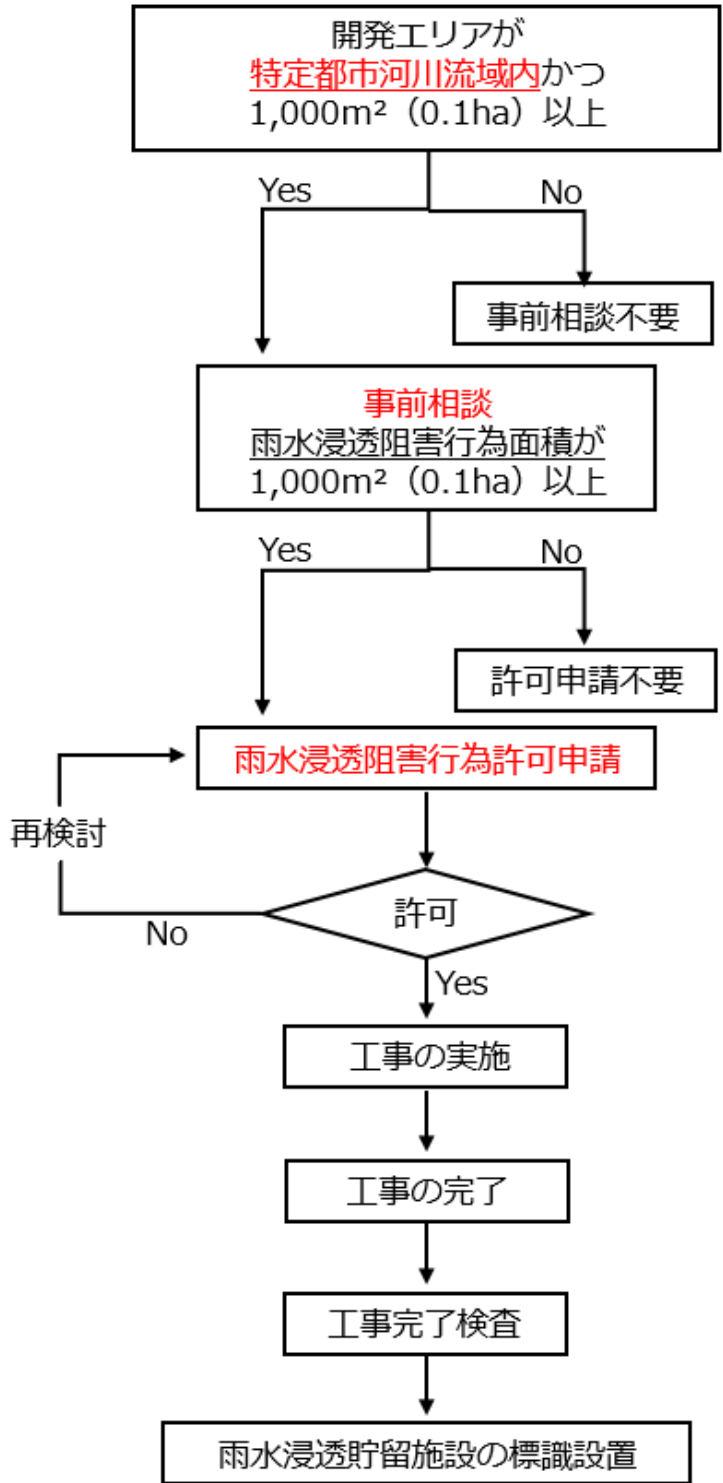 開発エリアが
特定都市河川流域内かつ
1,000m²（0.1ha）以上
Yes
No
事前相談不要
事前相談
雨水浸透阻害行為面積が
1,000m²（0.1ha）以上
Yes
No
許可申請不要
雨水浸透阻害行為許可申請
再検討
許可
No
Yes
工事の実施
工事の完了
工事完了検査
雨水浸透貯留施設の標識設置